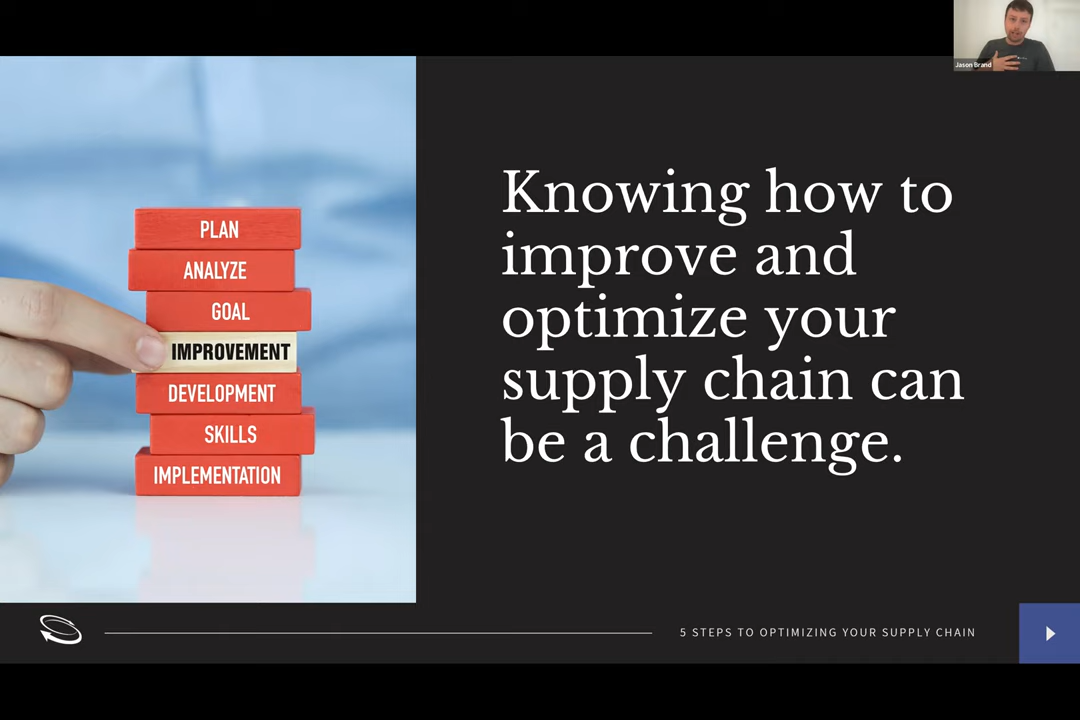 Jason Brand
PLAN
ANALYZE
GOAL
IMPROVEMENT
DEVELOPMENT
SKILLS
IMPLEMENTATION
Knowing how to
improve and
optimize your
supply chain can
be a challenge.
5 STEPS TO OPTIMIZING YOUR SUPPLY CHAIN